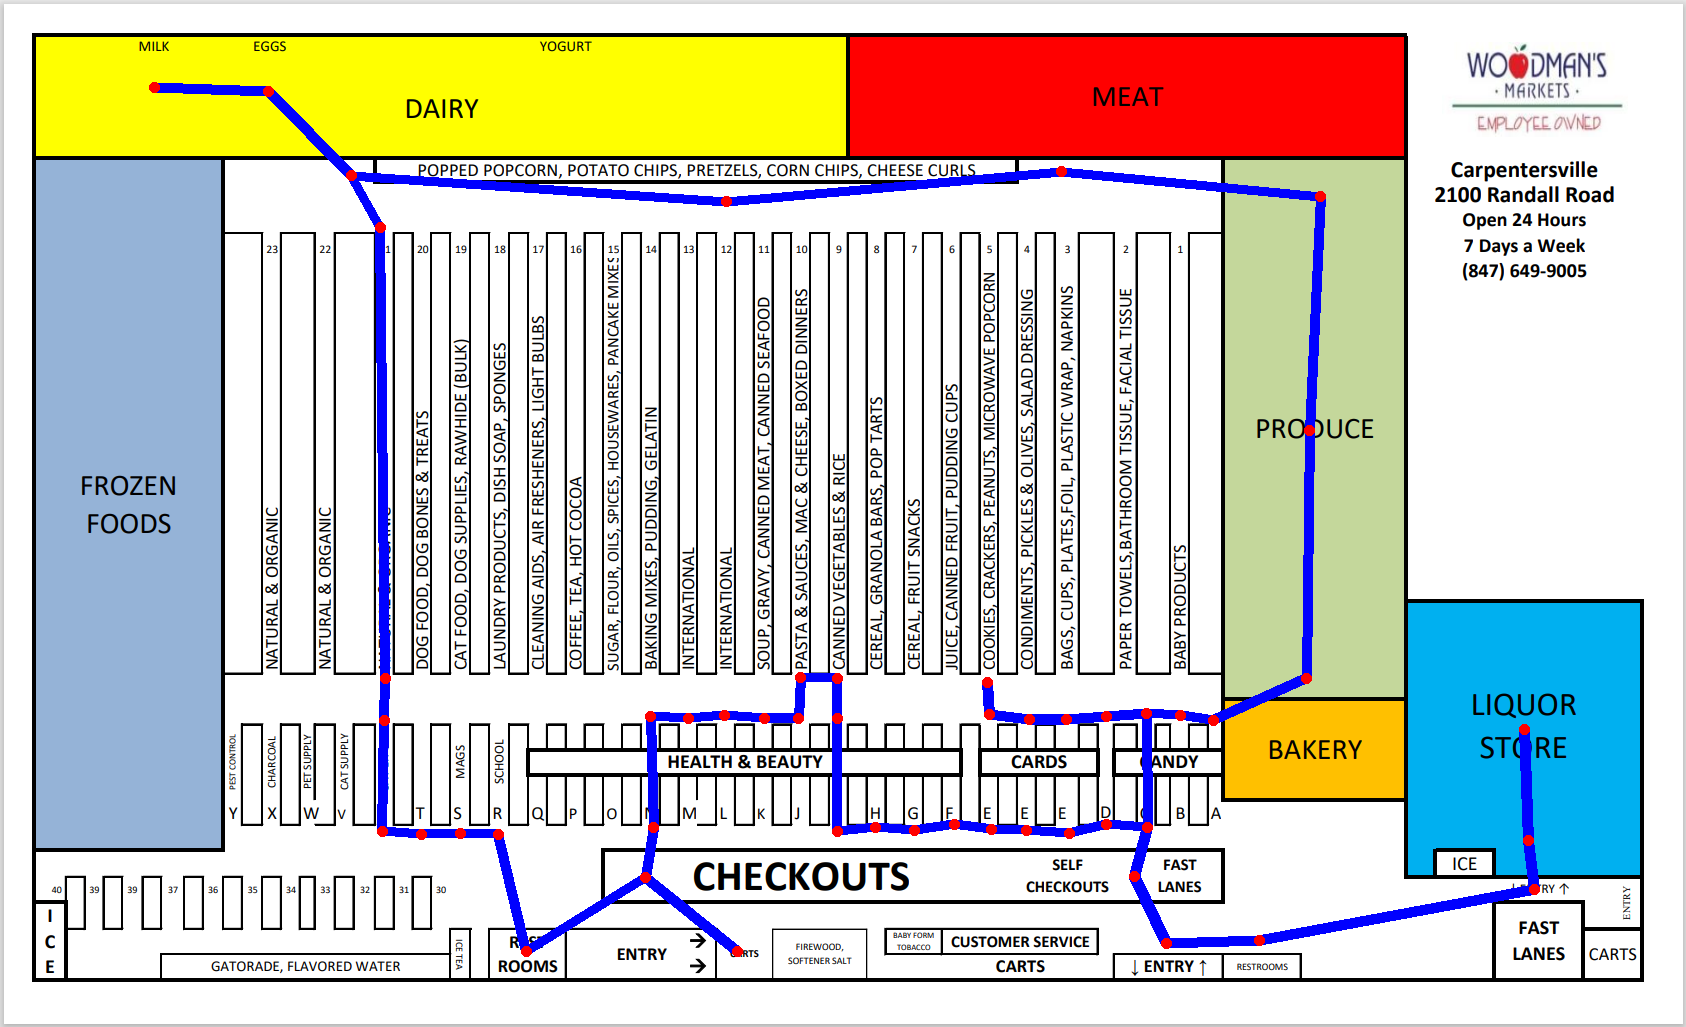 MILK
EGGS
YOGURT
DAIRY
MEAT
WOODMAN'S
· MARKETS ·
EMPLOYEE OWNED
Carpentersville
2100 Randall Road
Open 24 Hours
7 Days a Week
(847) 649-9005
POPPED POPCORN, POTATO CHIPS, PRETZELS, CORN CHIPS, CHEESE CURLS
23
22
1
20
19
18
17
16
15
14
13
12
11
10
9
8
7
6
5
4
3
2
1
NATURAL & ORGANIC
NATURAL & ORGANIC
DOG FOOD, DOG BONES & TREATS
CAT FOOD, DOG SUPPLIES, RAWHIDE (BULK)
LAUNDRY PRODUCTS, DISH SOAP, SPONGES
CLEANING AIDS, AIR FRESHENERS, LIGHT BULBS
COFFEE, TEA, HOT COCOA
SUGAR, FLOUR, OILS, SPICES, HOUSEWARES, PANCAKE MIXES
BAKING MIXES, PUDDING, GELATIN
INTERNATIONAL
INTERNATIONAL
SOUP, GRAVY, CANNED MEAT, CANNED SEAFOOD
PASTA & SAUCES, MAC & CHEESE, BOXED DINNERS
CANNED VEGETABLES & RICE
CEREAL, GRANOLA BARS, POP TARTS
CEREAL, FRUIT SNACKS
JUICE, CANNED FRUIT, PUDDING CUPS
COOKIES, CRACKERS, PEANUTS, MICROWAVE POPCORN
CONDIMENTS, PICKLES & OLIVES, SALAD DRESSING
BAGS, CUPS, PLATES,FOIL, PLASTIC WRAP, NAPKINS
PAPER TOWELS,BATHROOM TISSUE, FACIAL TISSUE
BABY PRODUCTS
FROZEN
FOODS
PRODUCE
BAKERY
LIQUOR
STORE
PEST CONTROL
CHARCOAL
PET SUPPLY
CAT SUPPLY
MAGS
SCHOOL
HEALTH & BEAUTY
CARDS
CANDY
Y
X
W
V
T
S
R
Q
P
O
N
M
L
K
J
H
G
F
E
E
E
D
B
A
CHECKOUTS
SELF
CHECKOUTS
FAST
LANES
ICE
ENTRY ↑
ENTRY
40
39
39
37
36
35
34
33
32
31
30
ICE
GATORADE, FLAVORED WATER
ICE TEA
REST
ROOMS
ENTRY
→
→
CARTS
FIREWOOD,
SOFTENER SALT
BABY FORM
TOBACCO
CUSTOMER SERVICE
CARTS
↓ ENTRY ↑
RESTROOMS
FAST
LANES
CARTS